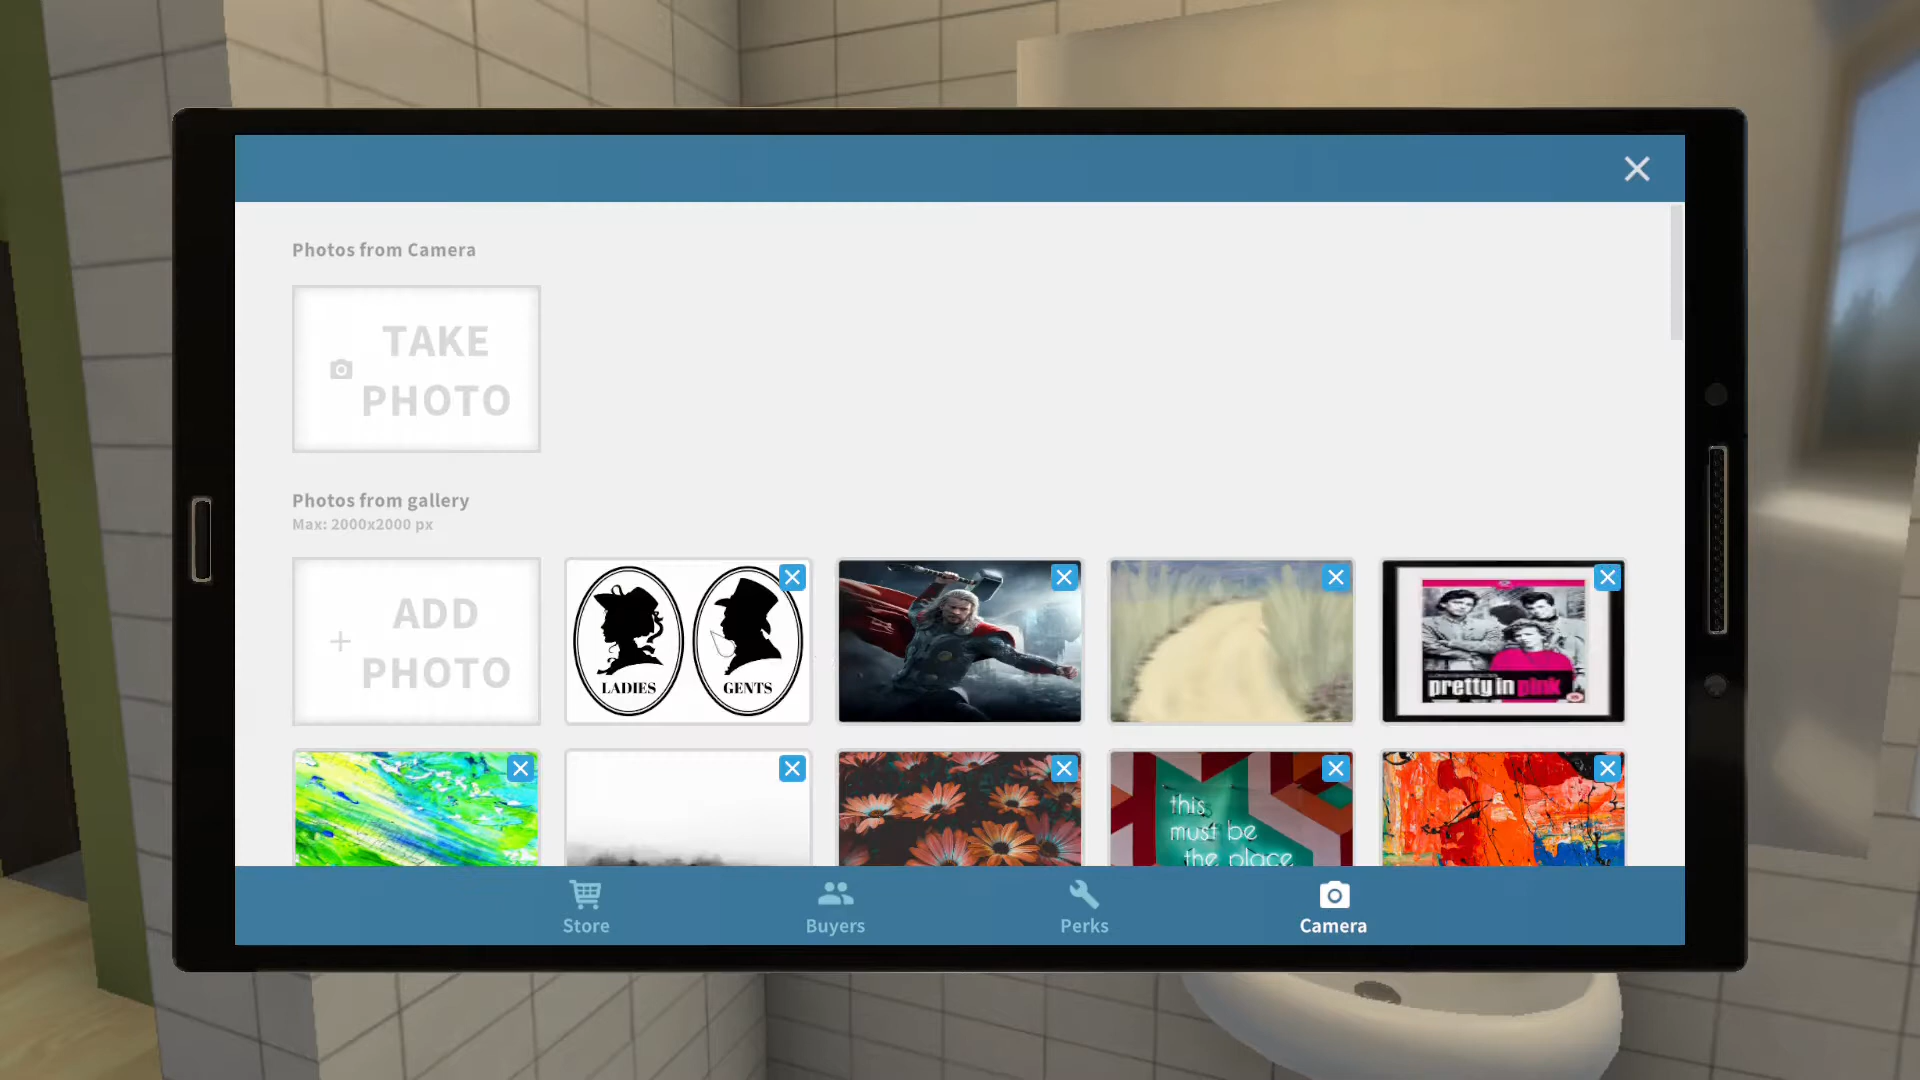 Photos from Camera
TAKE
PHOTO
Photos from gallery
Max: 2000x2000 px
ADD
PHOTO
LADIES
GENTS
pretty in pink
this
must be
the place
Store
Buyers
Perks
Camera